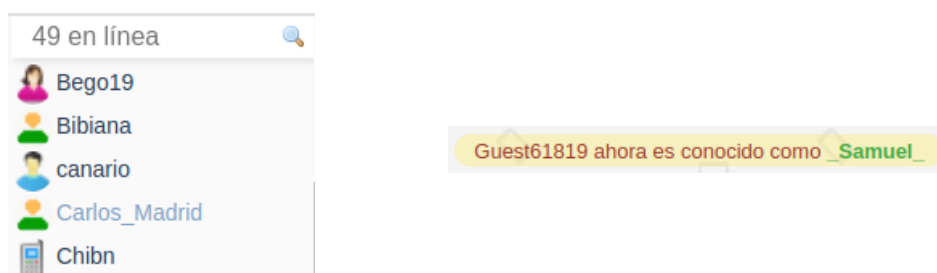 49 en línea
Bego19
Bibiana
canario
Carlos_Madrid
Chibn
Guest61819 ahora es conocido como _Samuel_